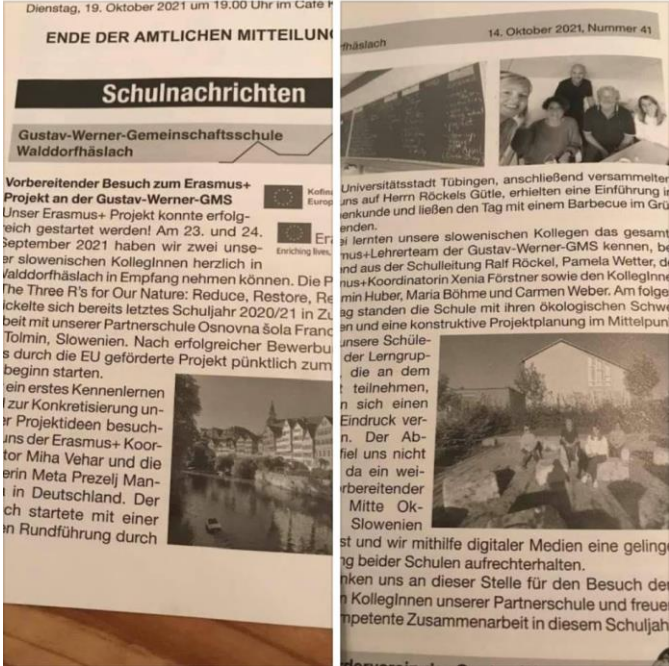 Dienstag, 19. Oktober 2021 um 19.00 Uhr im Café
ENDE DER AMTLICHEN
Schulnachrichten
Gustav-Werner-Gemeinschaftsschule
Walddorfhäslach
Vorbereitender Besuch zum Erasmus+
Projekt an der Gustav-Werner-GMS
Unser Erasmus+ Projekt konnte erfolg-
reich gestartet werden! Am 23. und 24.
September 2021 haben wir zwei unse-
er slowenischen KollegInnen herzlich in
Walddorfhäslach in Empfang nehmen können. Die P
The Three R's for Our Nature: Reduce, Restore, Re
ickelte sich bereits letztes Schuljahr 2020/21 in Zu
beit mit unserer Partnerschule Osnovna šola Franc
Tolmin, Slowenien. Nach erfolgreicher Bewerbu
s durch die EU geförderte Projekt pünktlich zum
beginn starten.
ein erstes Kennenlernen
zur Konkretisierung un-
er Projektideen besuch-
uns der Erasmus+ Koor-
tor Miha Vehar und die
erin Meta Prezelj Man-
in Deutschland. Der
ch startete mit einer
en Rundführung durch
Kofin
Europ
Er
Enriching lives,
fhäslach
14. Oktober 2021, Nummer 41
Universitätsstadt Tübingen, anschließend versammelten
uns auf Herrn Röckels Gütle, erhielten eine Einführung in
enkunde und ließen den Tag mit einem Barbecue im Grü
enden.
ei lernten unsere slowenischen Kollegen das gesamt
mus+Lehrerteam der Gustav-Werner-GMS kennen, be
nd aus der Schulleitung Ralf Röckel, Pamela Wetter, de
nus+Koordinatorin Xenia Förstner sowie den KollegInne
min Huber, Maria Böhme und Carmen Weber. Am folge
ag standen die Schule mit ihren ökologischen Schwe
en und eine konstruktive Projektplanung im Mittelpun
unsere Schüle-
der Lerngrup-
die an dem
teilnehmen,
n sich einen
Eindruck ver-
n. Der Ab-
fiel uns nicht
da ein wei-
rbereitender
Mitte Ok-
Slowenien
st und wir mithilfe digitaler Medien eine gelinge
ng beider Schulen aufrechterhalten.
nken uns an dieser Stelle für den Besuch der
n KollegInnen unserer Partnerschule und freuen
mpetente Zusammenarbeit in diesem Schuljah